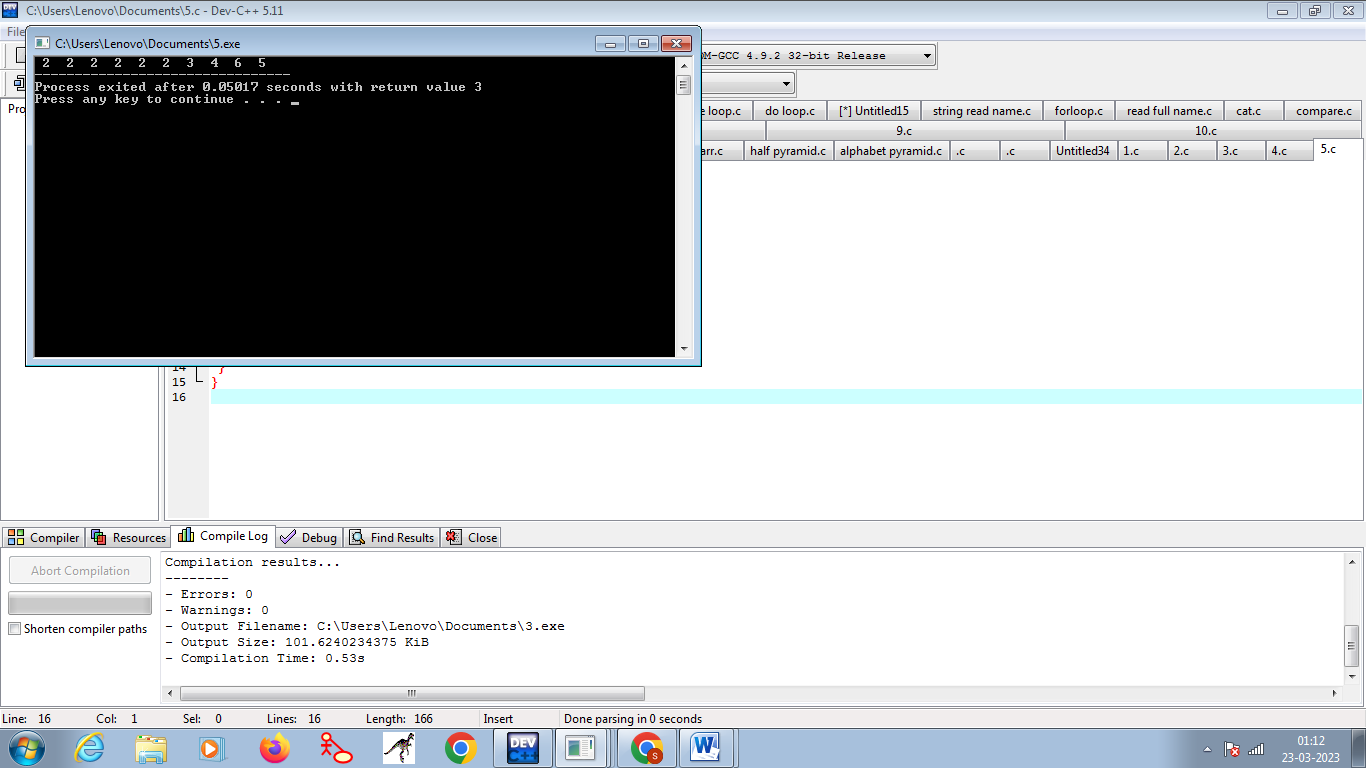 C:\Users\Lenovo\Documents\5.c - Dev-C++ 5.11
File
C:\Users\Lenovo\Documents\5.exe
2 2 2 2 2 2 3 4 6 5
--------------------------------
Process exited after 0.05017 seconds with return value 3
Press any key to continue . . .
DM-GCC 4.9.2 32-bit Release
Pro
e loop.c do loop.c [*] Untitled15 string read name.c forloop.c read full name.c cat.c compare.c
9.c 10.c
arr.c half pyramid.c alphabet pyramid.c .c .c Untitled34 1.c 2.c 3.c 4.c 5.c
14 }
15 }
16
Compiler Resources Compile Log Debug Find Results Close
Abort Compilation
Shorten compiler paths
Compilation results...
--------
- Errors: 0
- Warnings: 0
- Output Filename: C:\Users\Lenovo\Documents\3.exe
- Output Size: 101.6240234375 KiB
- Compilation Time: 0.53s
Line: 16 Col: 1 Sel: 0 Lines: 16 Length: 166 Insert Done parsing in 0 seconds
DEV C++
S
W
01:12
23-03-2023